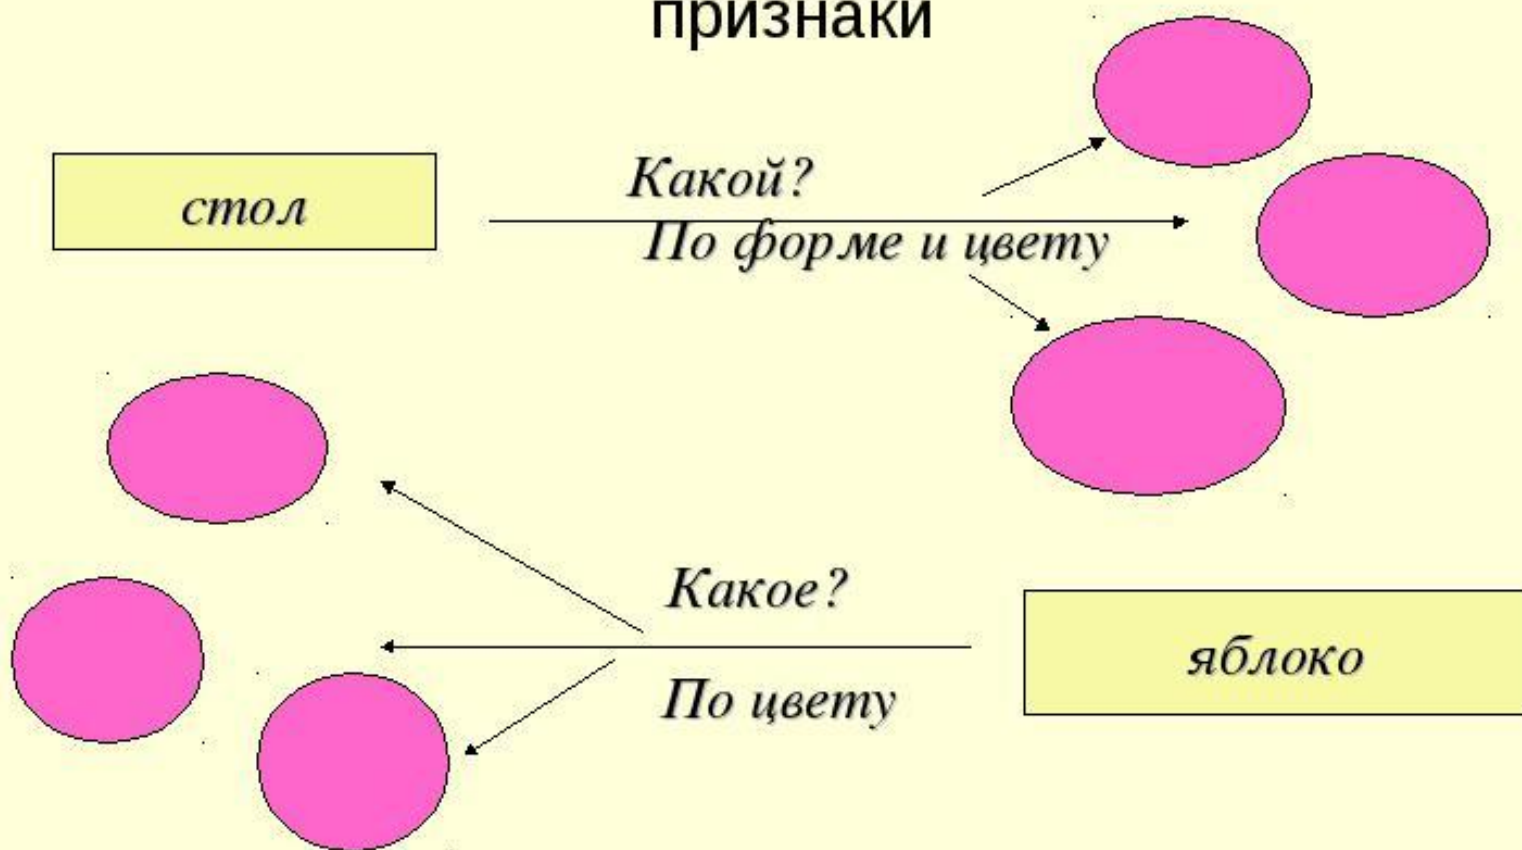 признаки
стол
Какой?
По форме и цвету
Какое?
яблоко
По цвету